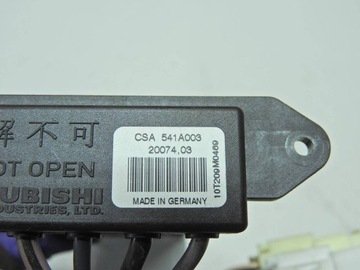 解不可
OT OPEN
UBISHI
NDUSTRIES, LTD.
CSA 541A003
20074,03
MADE IN GERMANY
10T209M0469